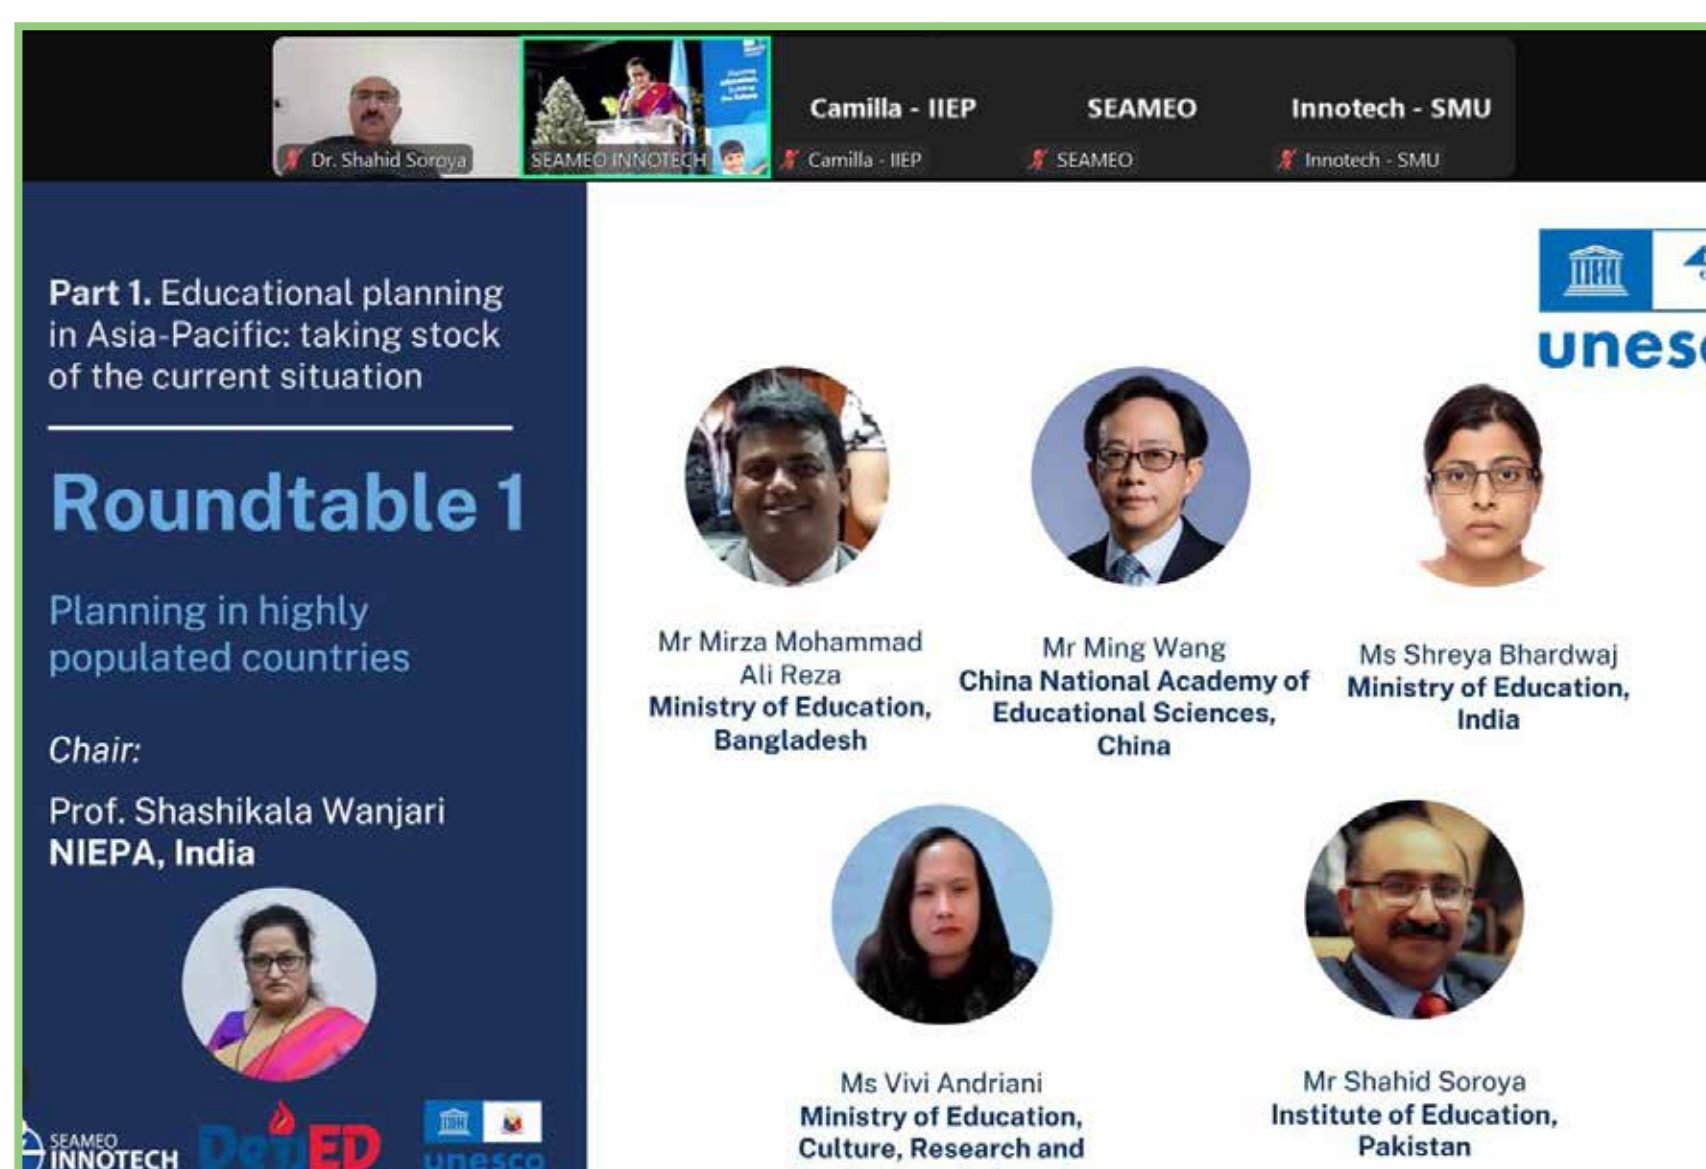 Camilla - IIEP
SEAMEO
Innotech - SMU
Dr. Shahid Soroya
SEAMEO INNOTECH
Camilla - IIEP
SEAMEO
Innotech - SMU
Part 1. Educational planning
in Asia-Pacific: taking stock
of the current situation
Roundtable 1
Planning in highly
populated countries
Chair:
Prof. Shashikala Wanjari
NIEPA, India
SEAMEO
INNOTECH
DepED
unesco
unesc
Mr Mirza Mohammad
Ali Reza
Ministry of Education,
Bangladesh
Mr Ming Wang
China National Academy of
Educational Sciences,
China
Ms Shreya Bhardwaj
Ministry of Education,
India
Ms Vivi Andriani
Ministry of Education,
Culture, Research and
Mr Shahid Soroya
Institute of Education,
Pakistan